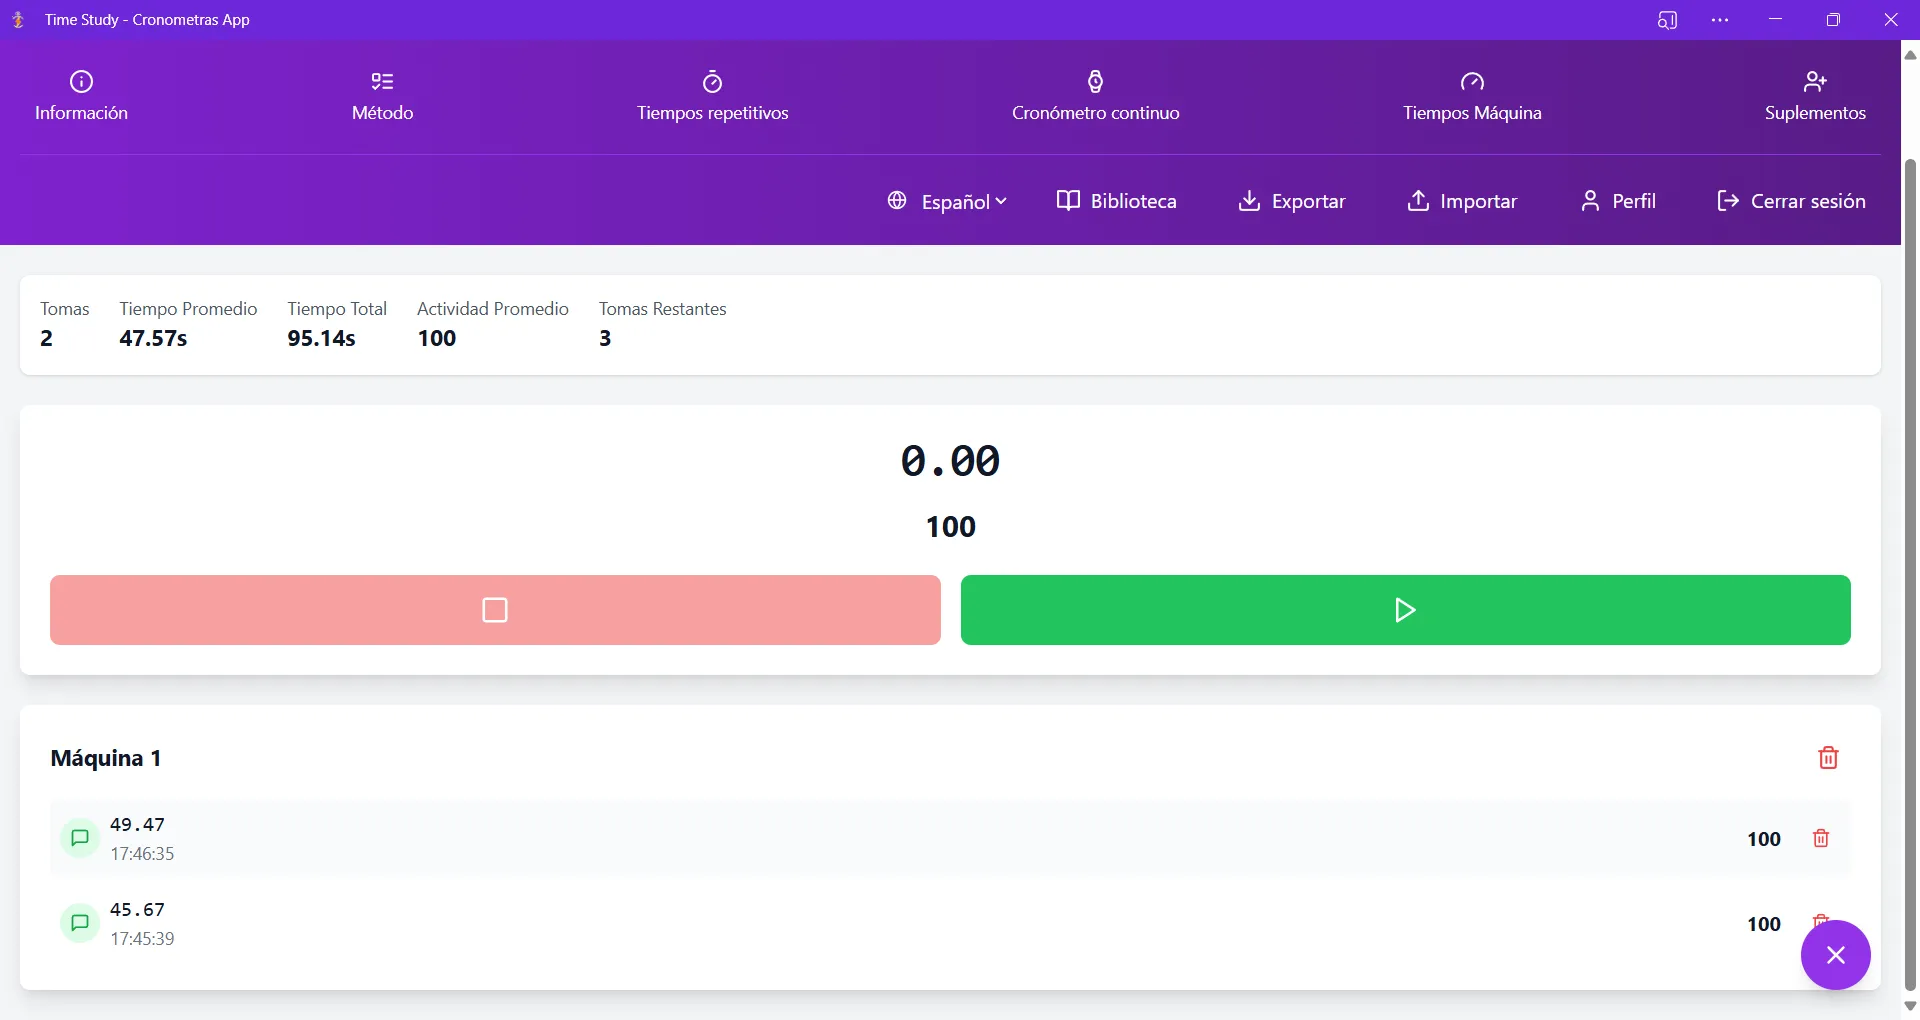 Time Study - Cronometras App
Información
Método
Tiempos repetitivos
Cronómetro continuo
Tiempos Máquina
Suplementos
Español
Biblioteca
Exportar
Importar
Perfil
Cerrar sesión
Tomas
2
Tiempo Promedio
47.57s
Tiempo Total
95.14s
Actividad Promedio
100
Tomas Restantes
3
0.00
100
Máquina 1
49.47
17:46:35
100
45.67
17:45:39
100